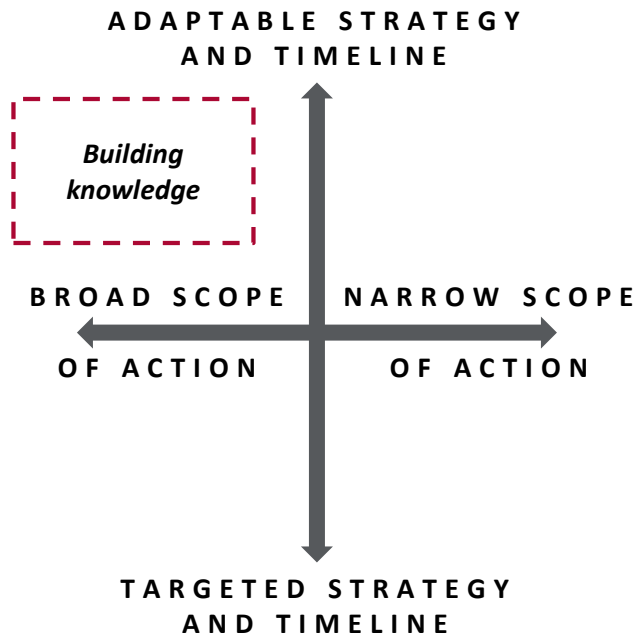 ADAPTABLE STRATEGY
AND TIMELINE
Building
knowledge
BROAD SCOPE
OF ACTION
NARROW SCOPE
OF ACTION
TARGETED STRATEGY
AND TIMELINE